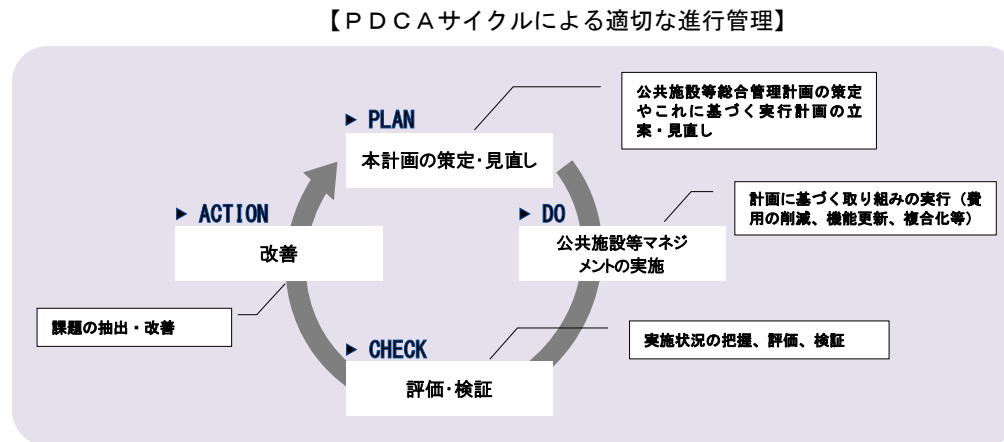 【ＰＤＣＡサイクルによる適切な進行管理】
公共施設等総合管理計画の策定
やこれに基づく実行計画の立
案・見直し
► PLAN
本計画の策定・見直し
計画に基づく取り組みの実行（費
用の削減、機能更新、複合化等）
► ACTION
改善
► DO
公共施設等マネジ
メントの実施
課題の抽出・改善
► CHECK
評価・検証
実施状況の把握、評価、検証